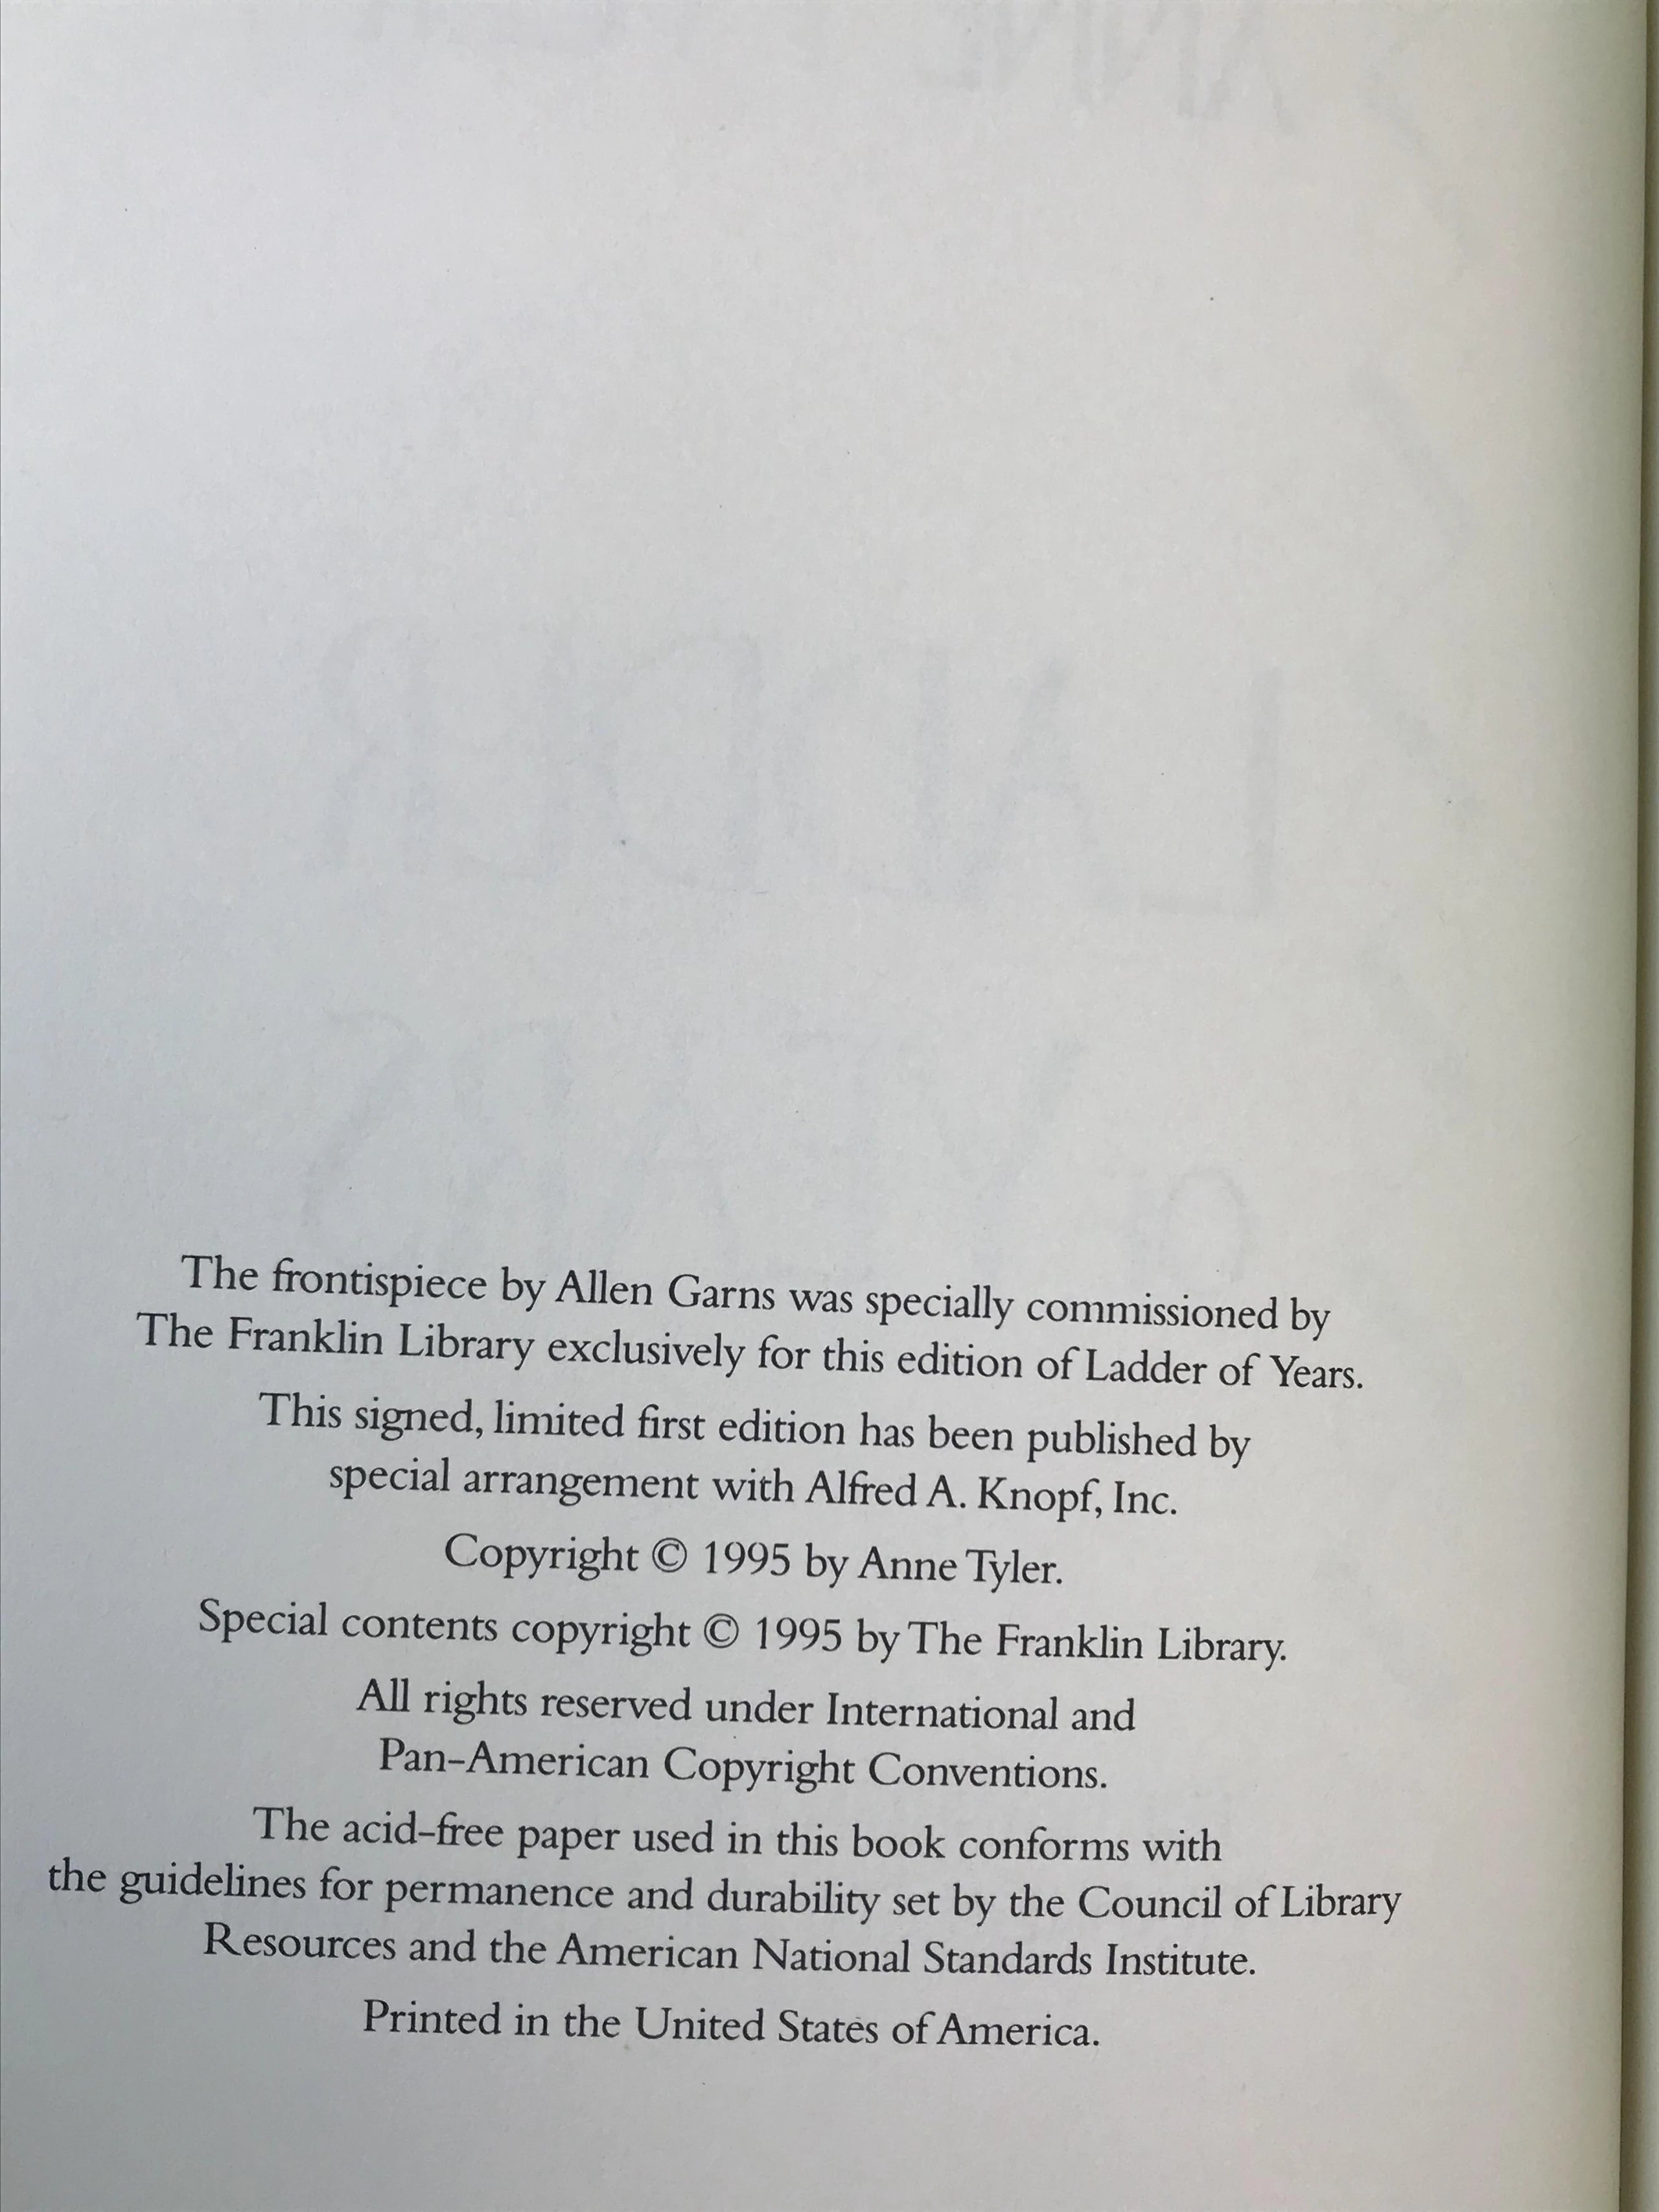 The frontispiece by Allen Garns was specially commissioned by
The Franklin Library exclusively for this edition of Ladder of Years.
This signed, limited first edition has been published by
special arrangement with Alfred A. Knopf, Inc.
Copyright © 1995 by Anne Tyler.
Special contents copyright © 1995 by The Franklin Library.
All rights reserved under International and
Pan-American Copyright Conventions.
The acid-free paper used in this book conforms with
the guidelines for permanence and durability set by the Council of Library
Resources and the American National Standards Institute.
Printed in the United States of America.